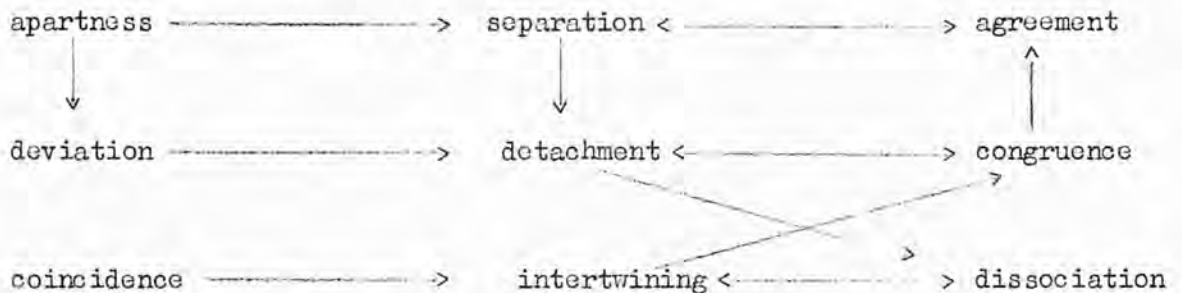 apartness separation agreement
deviation detachment congruence
coincidence intertwining dissociation